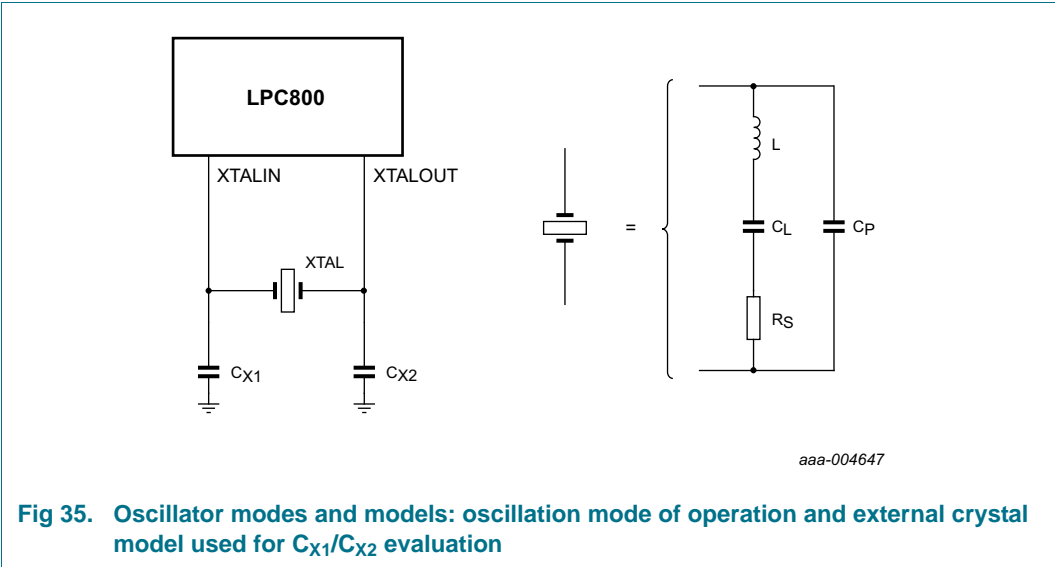 LPC800
XTALIN
XTALOUT
XTAL
CX1
CX2
=
L
CL
CP
RS
aaa-004647
Fig 35. Oscillator modes and models: oscillation mode of operation and external crystal
model used for CX1/CX2 evaluation